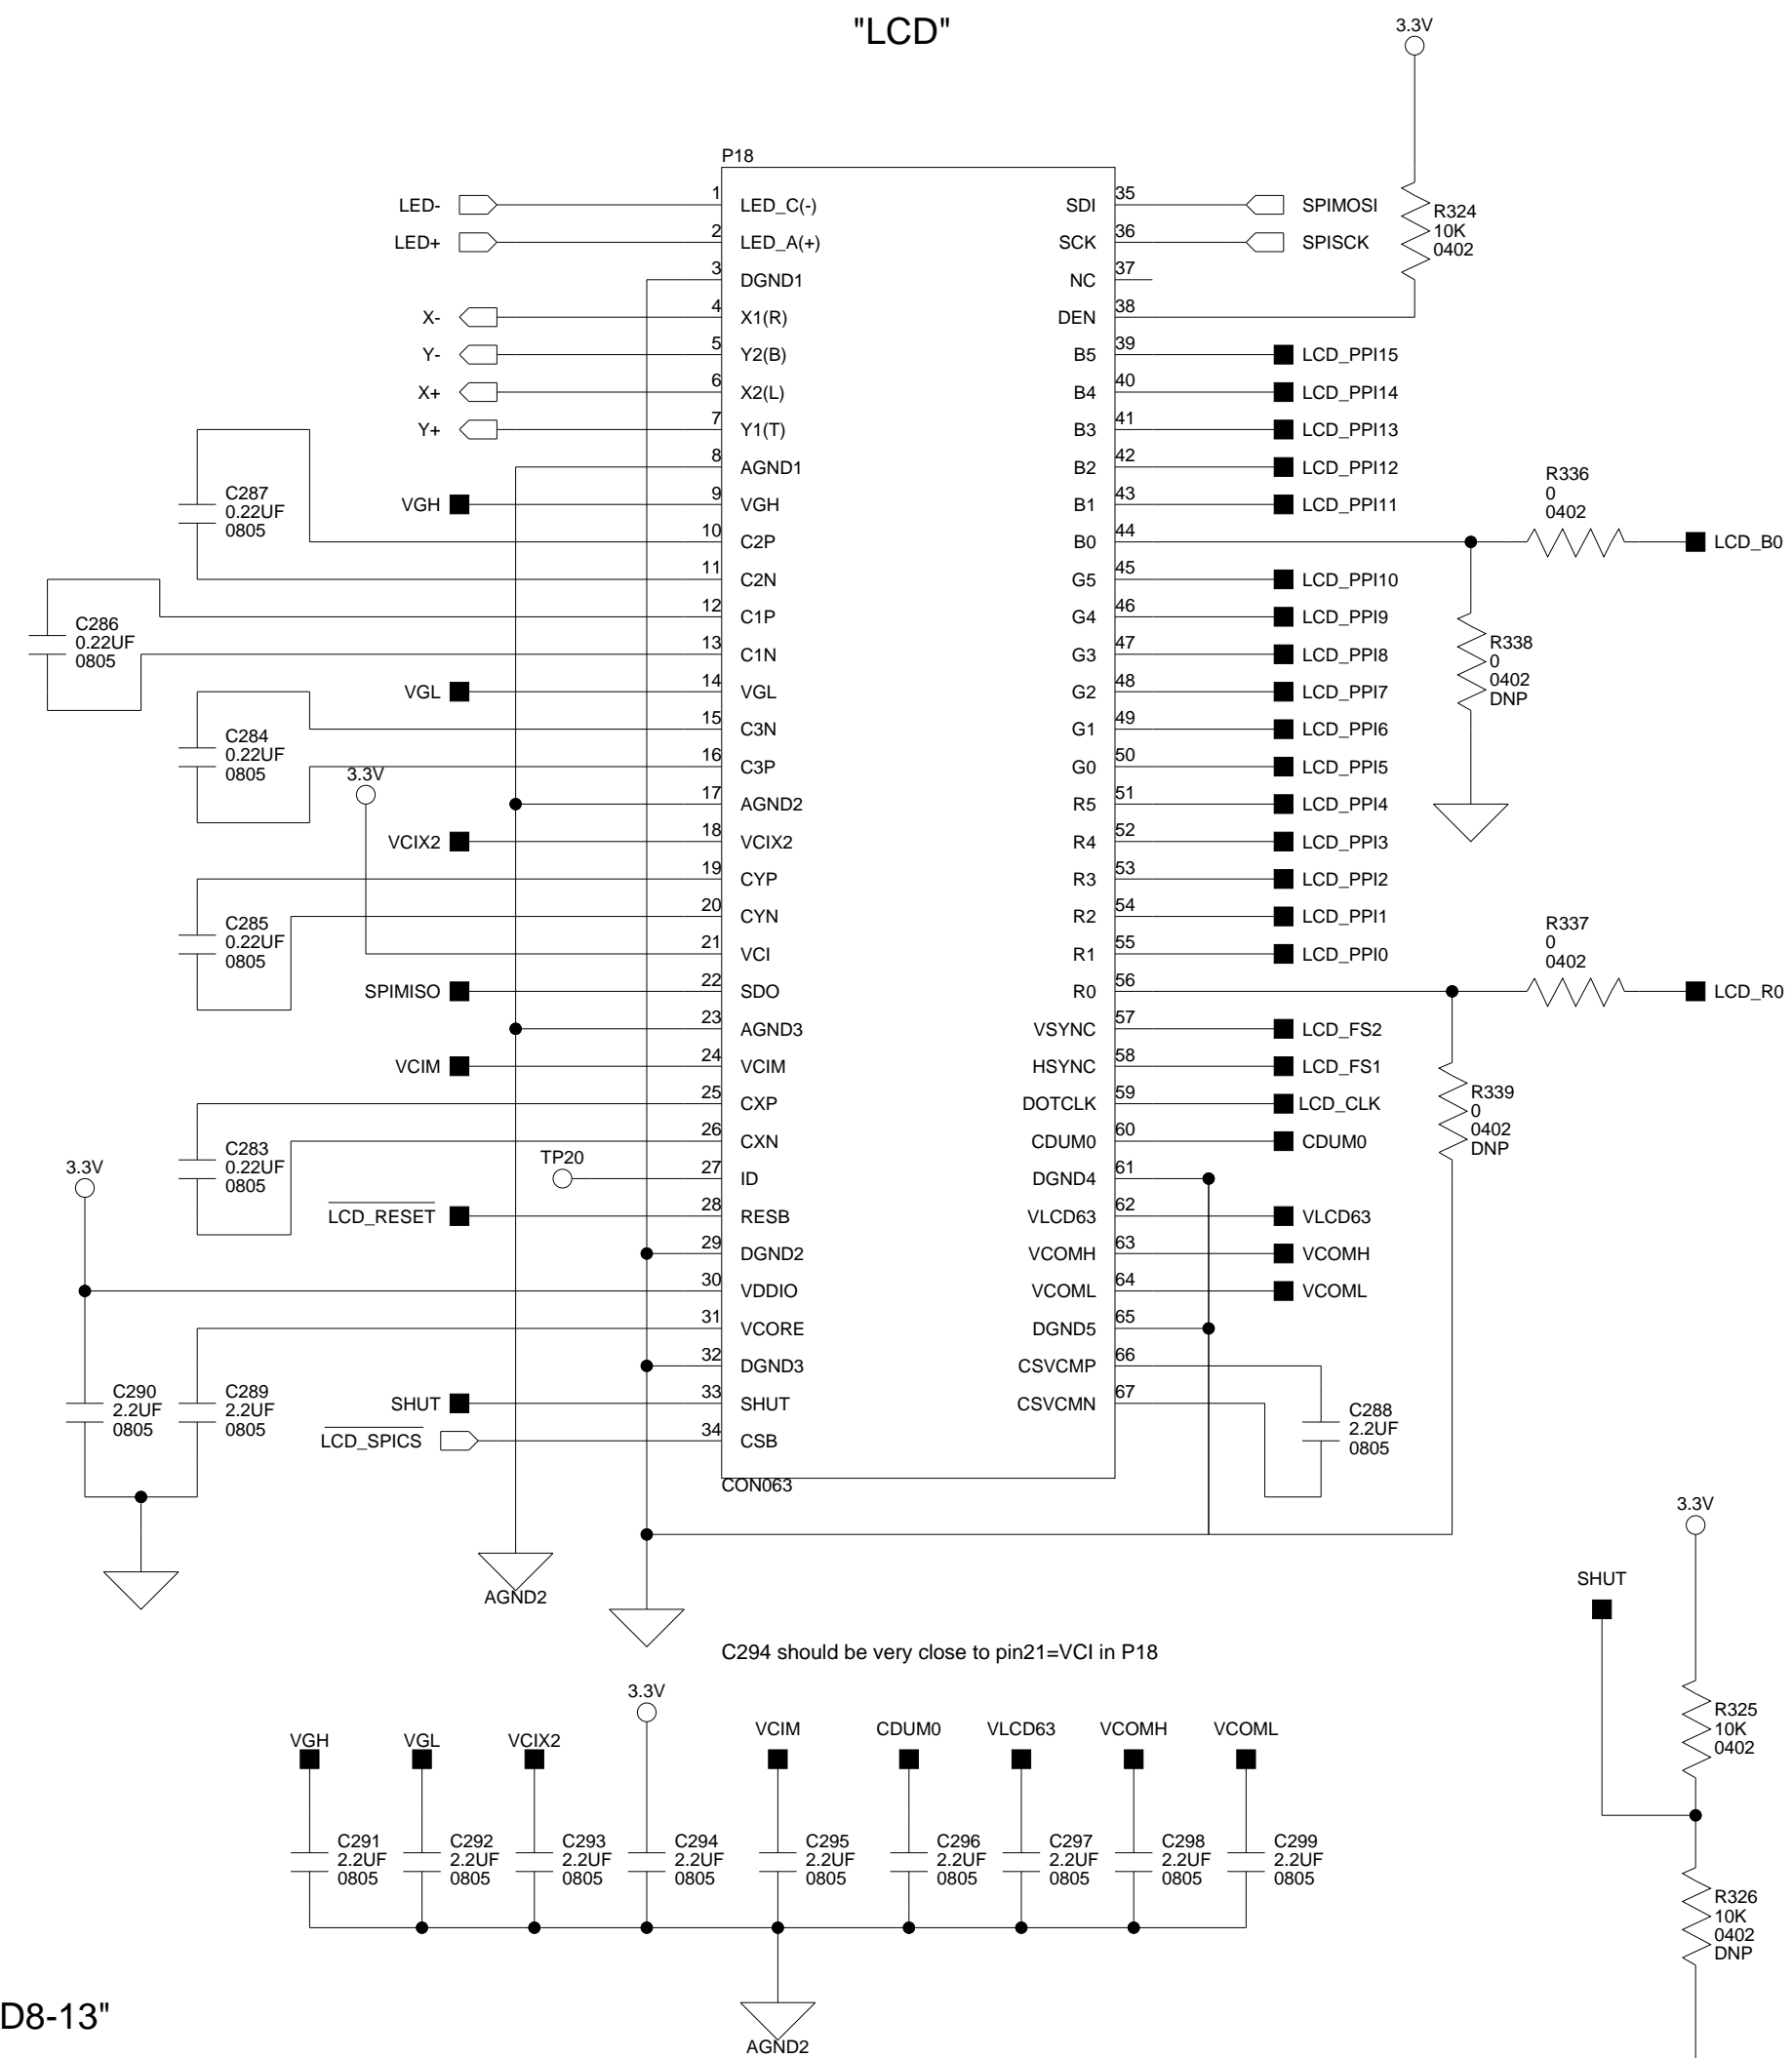 "LCD"
3.3V
P18
LED- 1 LED_C(-) SDI 35 SPIMOSI
LED+ 2 LED_A(+) SCK 36 SPISCK
R324
10K
0402
3 DGND1 NC 37
X- 4 X1(R) DEN 38
Y- 5 Y2(B) B5 39 LCD_PPI15
X+ 6 X2(L) B4 40 LCD_PPI14
Y+ 7 Y1(T) B3 41 LCD_PPI13
8 AGND1 B2 42 LCD_PPI12
VGH 9 VGH B1 43 LCD_PPI11
C287
0.22UF
0805
R336
0
0402
10 C2P B0 44 LCD_B0
11 C2N G5 45 LCD_PPI10
12 C1P G4 46 LCD_PPI9
C286
0.22UF
0805
13 C1N G3 47 LCD_PPI8
R338
0
0402
DNP
VGL 14 VGL G2 48 LCD_PPI7
15 C3N G1 49 LCD_PPI6
C284
0.22UF
0805
16 C3P G0 50 LCD_PPI5
3.3V
17 AGND2 R5 51 LCD_PPI4
VCIX2 18 VCIX2 R4 52 LCD_PPI3
19 CYP R3 53 LCD_PPI2
20 CYN R2 54 LCD_PPI1
C285
0.22UF
0805
21 VCI R1 55 LCD_PPI0
R337
0
0402
SPIMISO 22 SDO R0 56 LCD_R0
23 AGND3 VSYNC 57 LCD_FS2
VCIM 24 VCIM HSYNC 58 LCD_FS1
25 CXP DOTCLK 59 LCD_CLK
R339
0
0402
DNP
26 CXN CDUM0 60 CDUM0
C283
0.22UF
0805
3.3V
TP20 27 ID DGND4 61
LCD_RESET 28 RESB VLCD63 62 VLCD63
29 DGND2 VCOMH 63 VCOMH
30 VDDIO VCOML 64 VCOML
31 VCORE DGND5 65
32 DGND3 CSVCMP 66
C290
2.2UF
0805
C289
2.2UF
0805
SHUT 33 SHUT CSVCMN 67
C288
2.2UF
0805
LCD_SPICS 34 CSB
CON063
AGND2
3.3V
SHUT
C294 should be very close to pin21=VCI in P18
R325
10K
0402
VGH VGL VCIX2 3.3V VCIM CDUM0 VLCD63 VCOMH VCOML
C291 C292 C293 C294 C295 C296 C297 C298 C299
2.2UF 2.2UF 2.2UF 2.2UF 2.2UF 2.2UF 2.2UF 2.2UF 2.2UF
0805 0805 0805 0805 0805 0805 0805 0805 0805
R326
10K
0402
DNP
D8-13"
AGND2